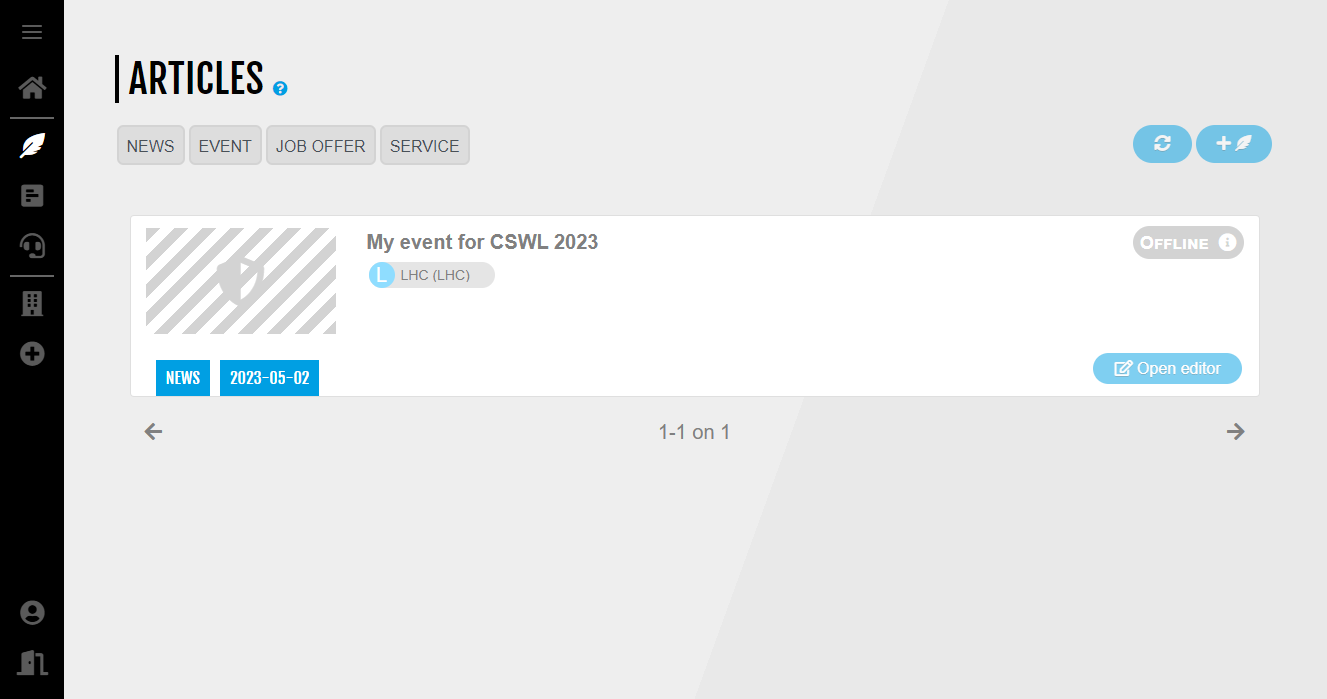 ARTICLES ?
NEWS EVENT JOB OFFER SERVICE
My event for CSWL 2023
OFFLINE i
L LHC (LHC)
NEWS 2023-05-02
Open editor
1-1 on 1